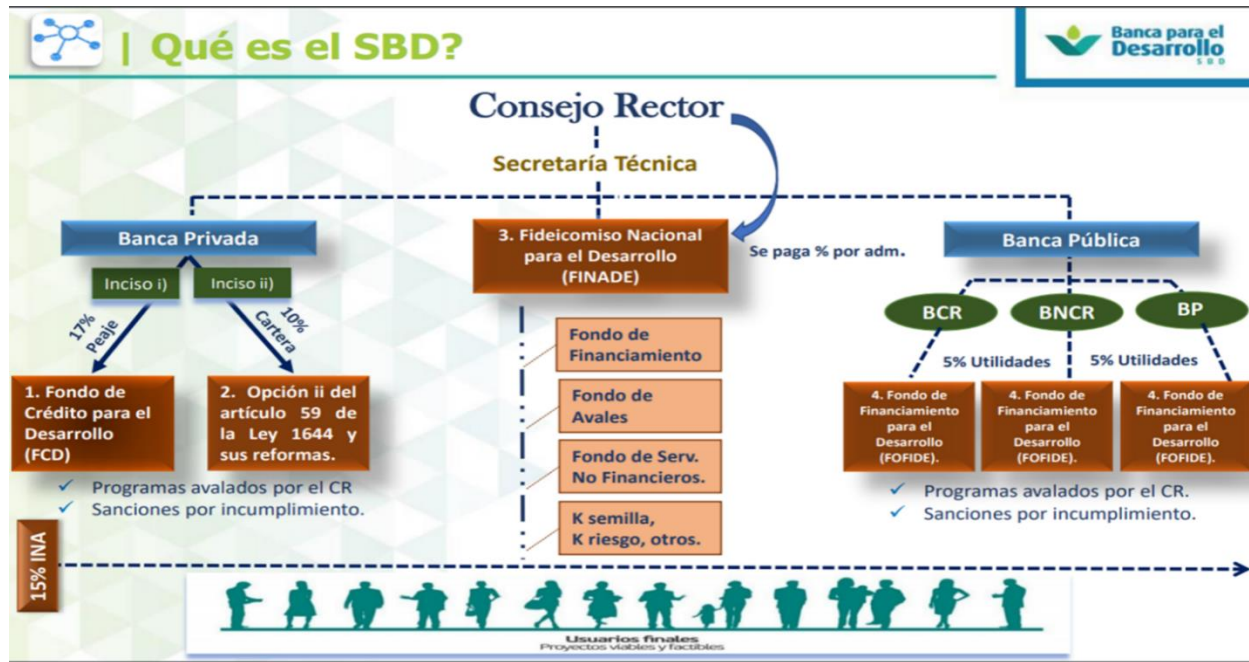 | Qué es el SBD?
Banca para el
Desarrollo
SBD
Consejo Rector
Secretaría Técnica
Banca Privada
Inciso i)
Inciso ii)
17%
Peaje
10%
Cartera
1. Fondo de
Crédito para el
Desarrollo
(FCD)
2. Opción ii del
artículo 59 de
la Ley 1644 y
sus reformas.
✓ Programas avalados por el CR
✓ Sanciones por incumplimiento.
3. Fideicomiso Nacional
para el Desarrollo
(FINADE)
Se paga % por adm.
Fondo de
Financiamiento
Fondo de
Avales
Fondo de Serv.
No Financieros.
K semilla,
K riesgo, otros.
Banca Pública
BCR
BNCR
BP
5% Utilidades
5% Utilidades
4. Fondo de
Financiamiento
para el
Desarrollo
(FOFIDE).
4. Fondo de
Financiamiento
para el
Desarrollo
(FOFIDE).
4. Fondo de
Financiamiento
para el
Desarrollo
(FOFIDE).
✓ Programas avalados por el CR.
✓ Sanciones por incumplimiento.
15% INA
Usuarios finales
Proyectos viables y factibles